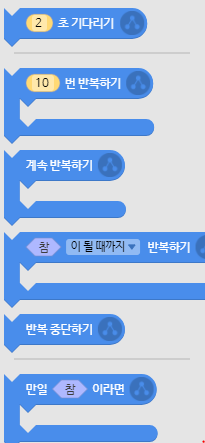 2 초 기다리기
10 번 반복하기
계속 반복하기
참 이 될 때까지 ▼ 반복하기
반복 중단하기
만일 참 이라면